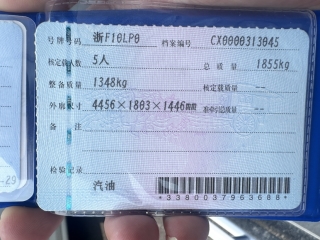 号牌号码 浙F10LP0 档案编号 CX0000313045
核定载人数 5人 总质量 1855kg
整备质量 1348kg 核定载质量 --
外廓尺寸 4456×1803×1446mm 准牵引总质量 --
备注
检验记录
汽油
*3380037963688*
-29